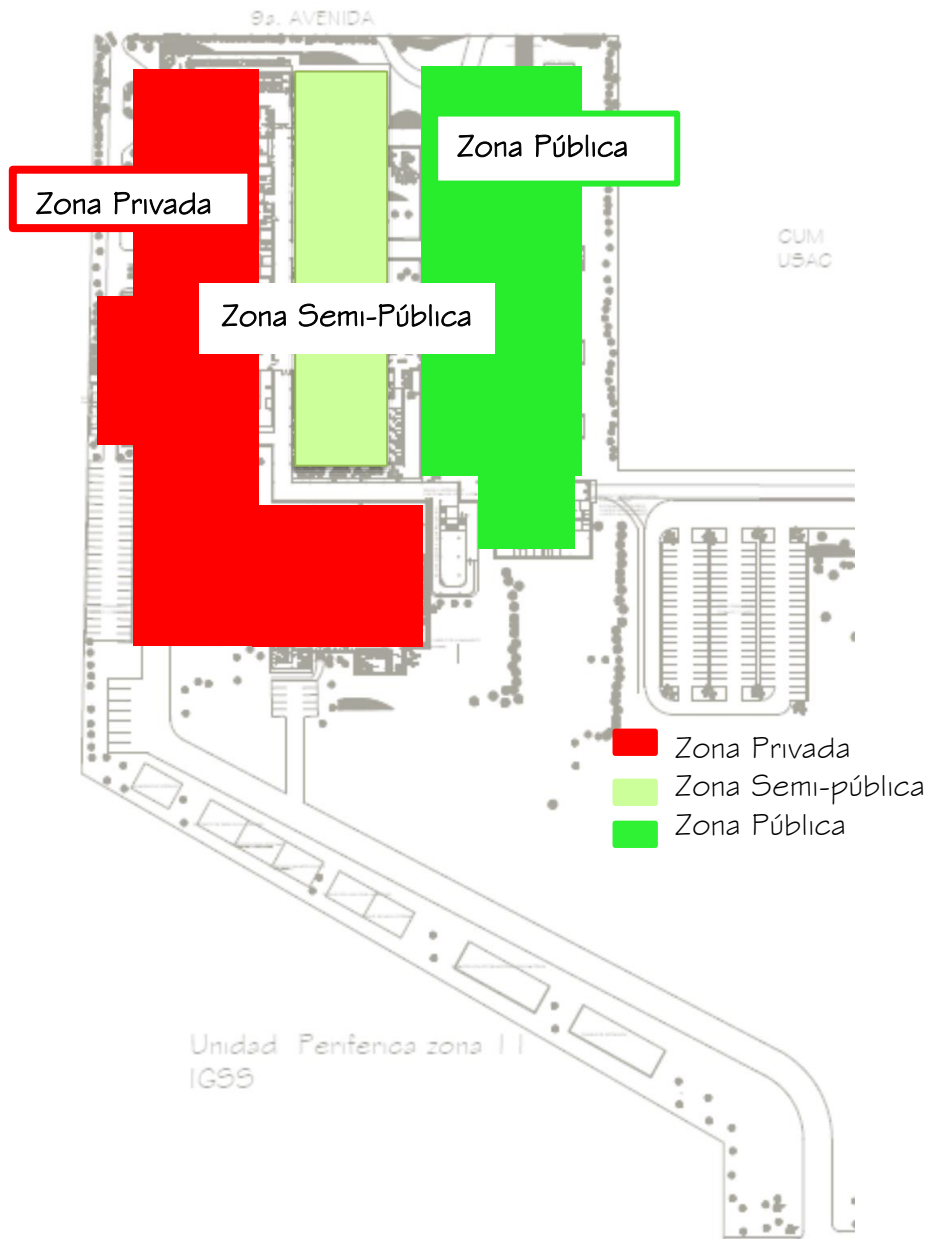 9a. AVENIDA
Zona Pública
Zona Privada
CUM
USAC
Zona Semi-Pública
Zona Privada
Zona Semi-pública
Zona Pública
Unidad Periferica zona 11
IGSS